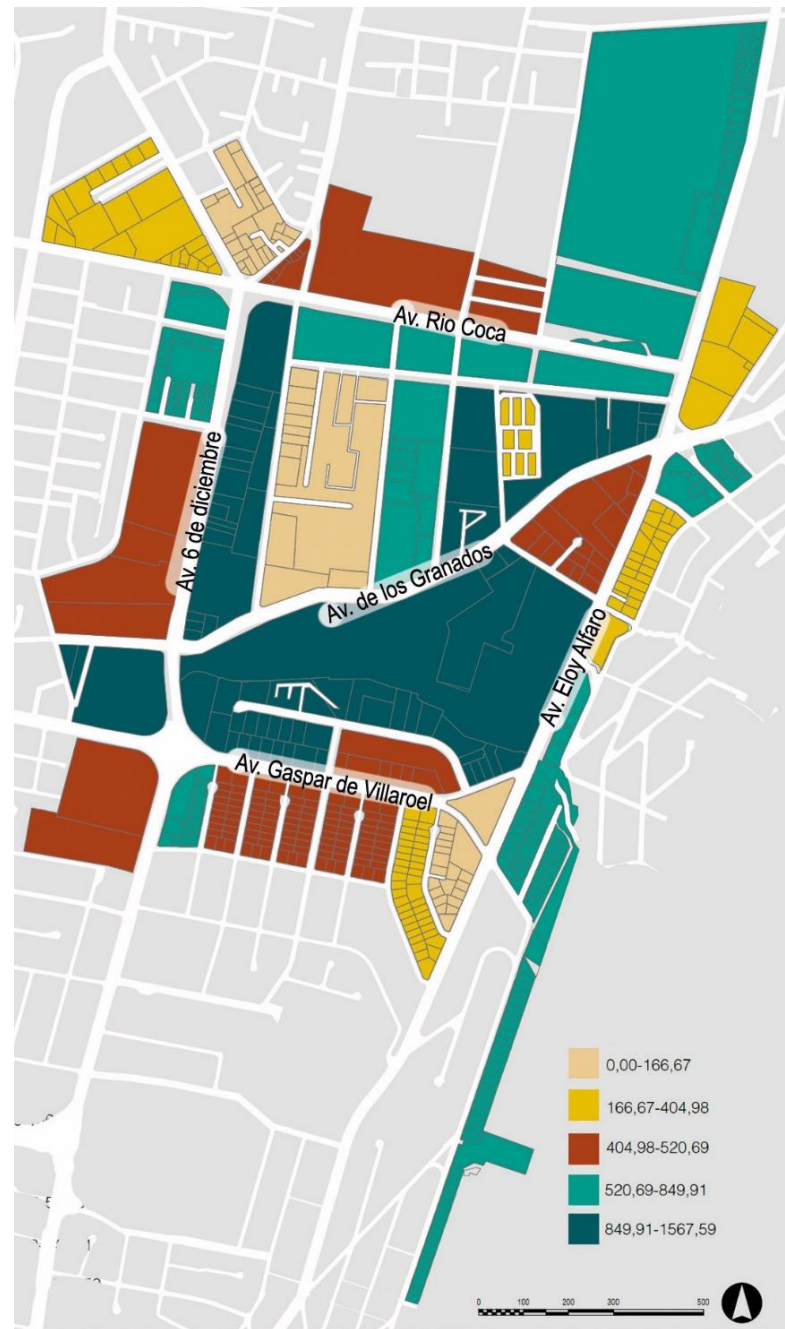 Av. Rio Coca
Av. 6 de diciembre
Av. de los Granados
Av. Eloy Alfaro
Av. Gaspar de Villaroel
0,00-166,67
166,67-404,98
404,98-520,69
520,69-849,91
849,91-1567,59
0 100 200 300 500